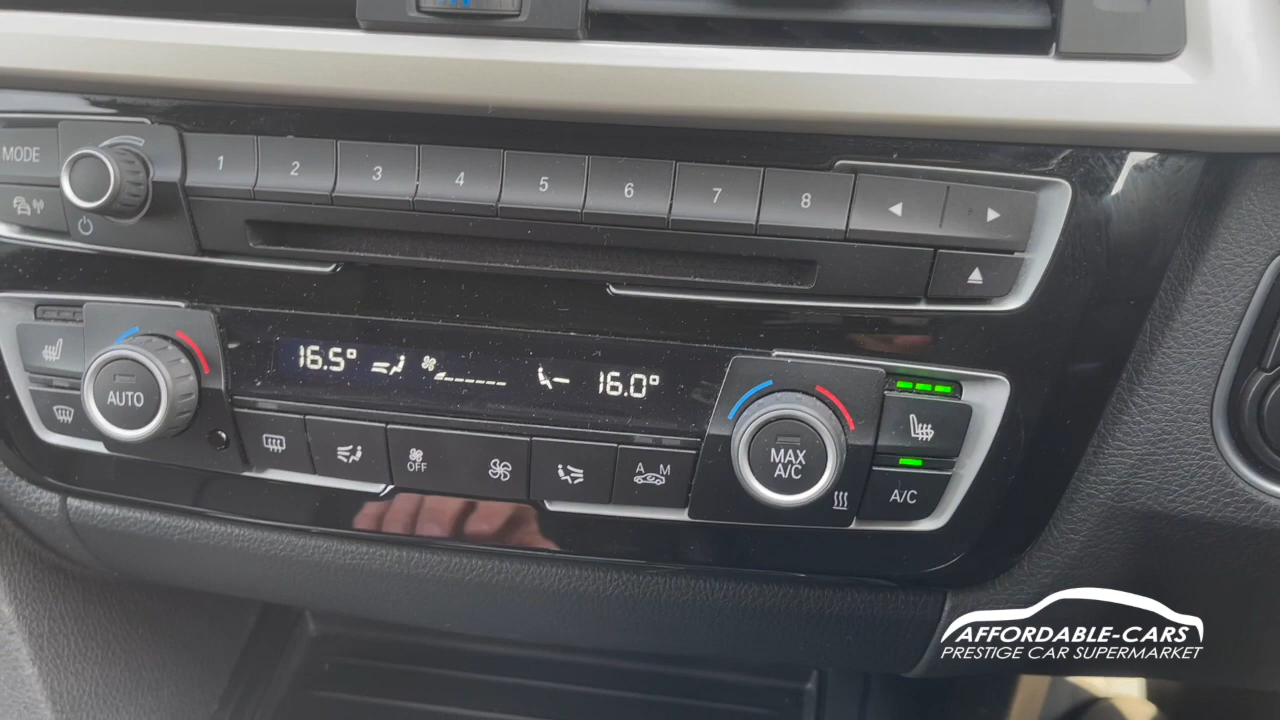 MODE
1 2 3 4 5 6 7 8
16.5° 16.0°
AUTO
OFF
A M
MAX
A/C
A/C
AFFORDABLE-CARS
PRESTIGE CAR SUPERMARKET